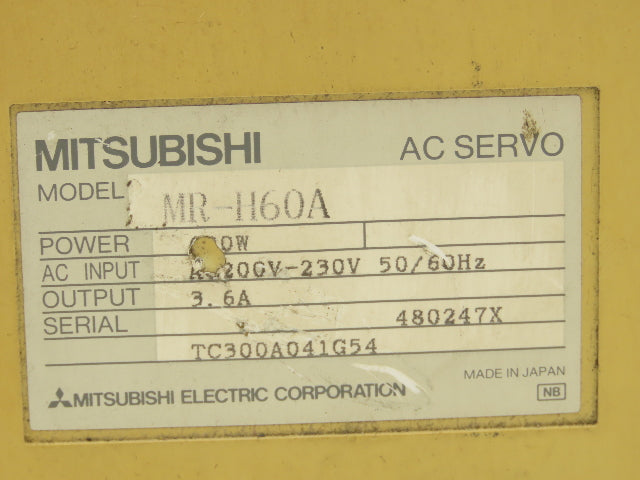 MITSUBISHI AC SERVO
MODEL MR-H60A
POWER
AC INPUT 200V-230V 50/60Hz
OUTPUT 3.6A
SERIAL 480247X
TC300A041G54
MITSUBISHI ELECTRIC CORPORATION
MADE IN JAPAN
NB